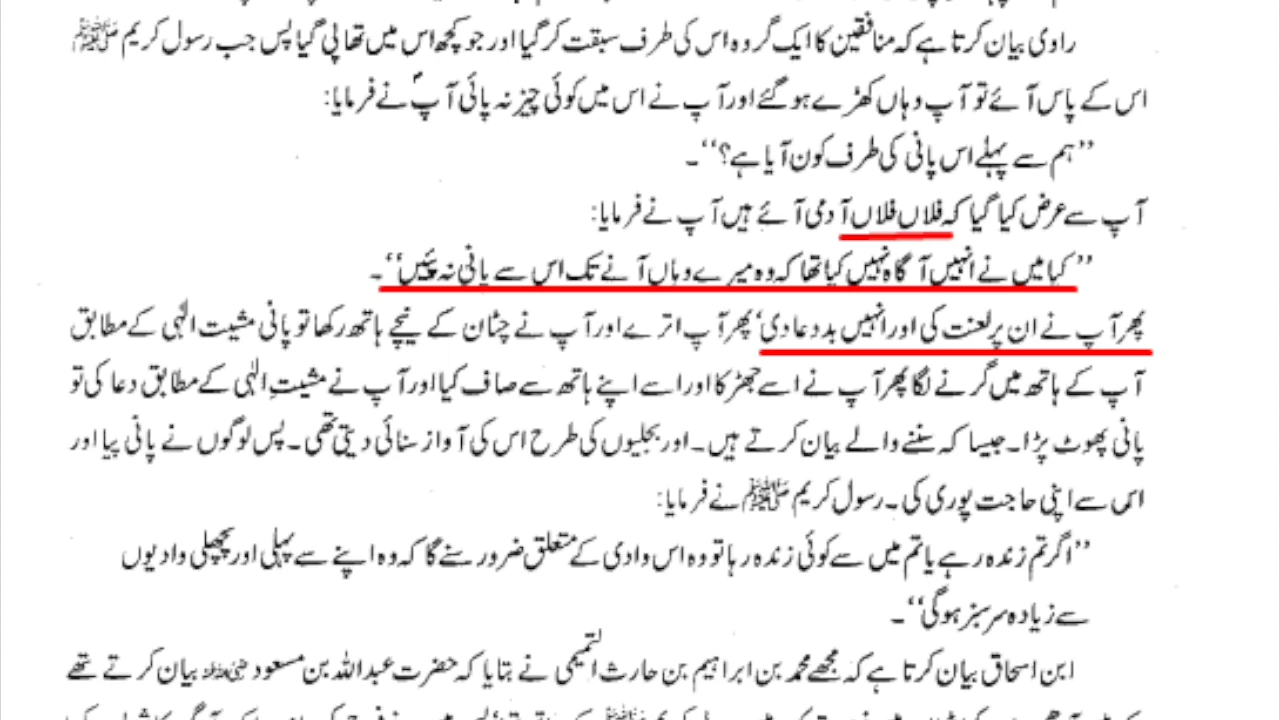 راوی بیان کرتا ہے کہ منافقین کا ایک گروہ اس کی طرف سبقت کر گیا اور جو کچھ اس میں تھا پی گیا پس جب رسول کریم ﷺ
اس کے پاس آئے تو آپ وہاں کھڑے ہو گئے اور آپ نے اس میں کوئی چیز نہ پائی آپؐ نے فرمایا:
’’ہم سے پہلے اس پانی کی طرف کون آیا ہے؟‘‘۔
آپ سے عرض کیا گیا کہ فلاں فلاں آدمی آئے ہیں آپ نے فرمایا:
’’کیا میں نے انہیں آگاہ نہیں کیا تھا کہ وہ میرے وہاں آنے تک اس سے پانی نہ پئیں‘‘۔
پھر آپ نے ان پر لعنت کی اور انہیں بددعا دی‘ پھر آپ اترے اور آپ نے چٹان کے نیچے ہاتھ رکھا تو پانی مشیت الٰہی کے مطابق
آپ کے ہاتھ میں گرنے لگا پھر آپ نے اسے چھڑکا اور اسے اپنے ہاتھ سے صاف کیا اور آپ نے مشیتِ الٰہی کے مطابق دعا کی تو
پانی پھوٹ پڑا۔ جیسا کہ سننے والے بیان کرتے ہیں۔ اور بجلیوں کی طرح اس کی آواز سنائی دیتی تھی۔ پس لوگوں نے پانی پیا اور
اس سے اپنی حاجت پوری کی۔ رسول کریم ﷺ نے فرمایا:
’’اگر تم زندہ رہے یا تم میں سے کوئی زندہ رہا تو وہ اس وادی کے متعلق ضرور سنے گا کہ وہ اپنے سے پہلی اور پچھلی وادیوں
سے زیادہ سرسبز ہو گی‘‘۔
ابن اسحاق بیان کرتا ہے کہ مجھے محمد بن ابراہیم بن حارث التمیمی نے بتایا کہ حضرت عبداللہ بن مسعود رضی اللہ عنہ بیان کرتے تھے